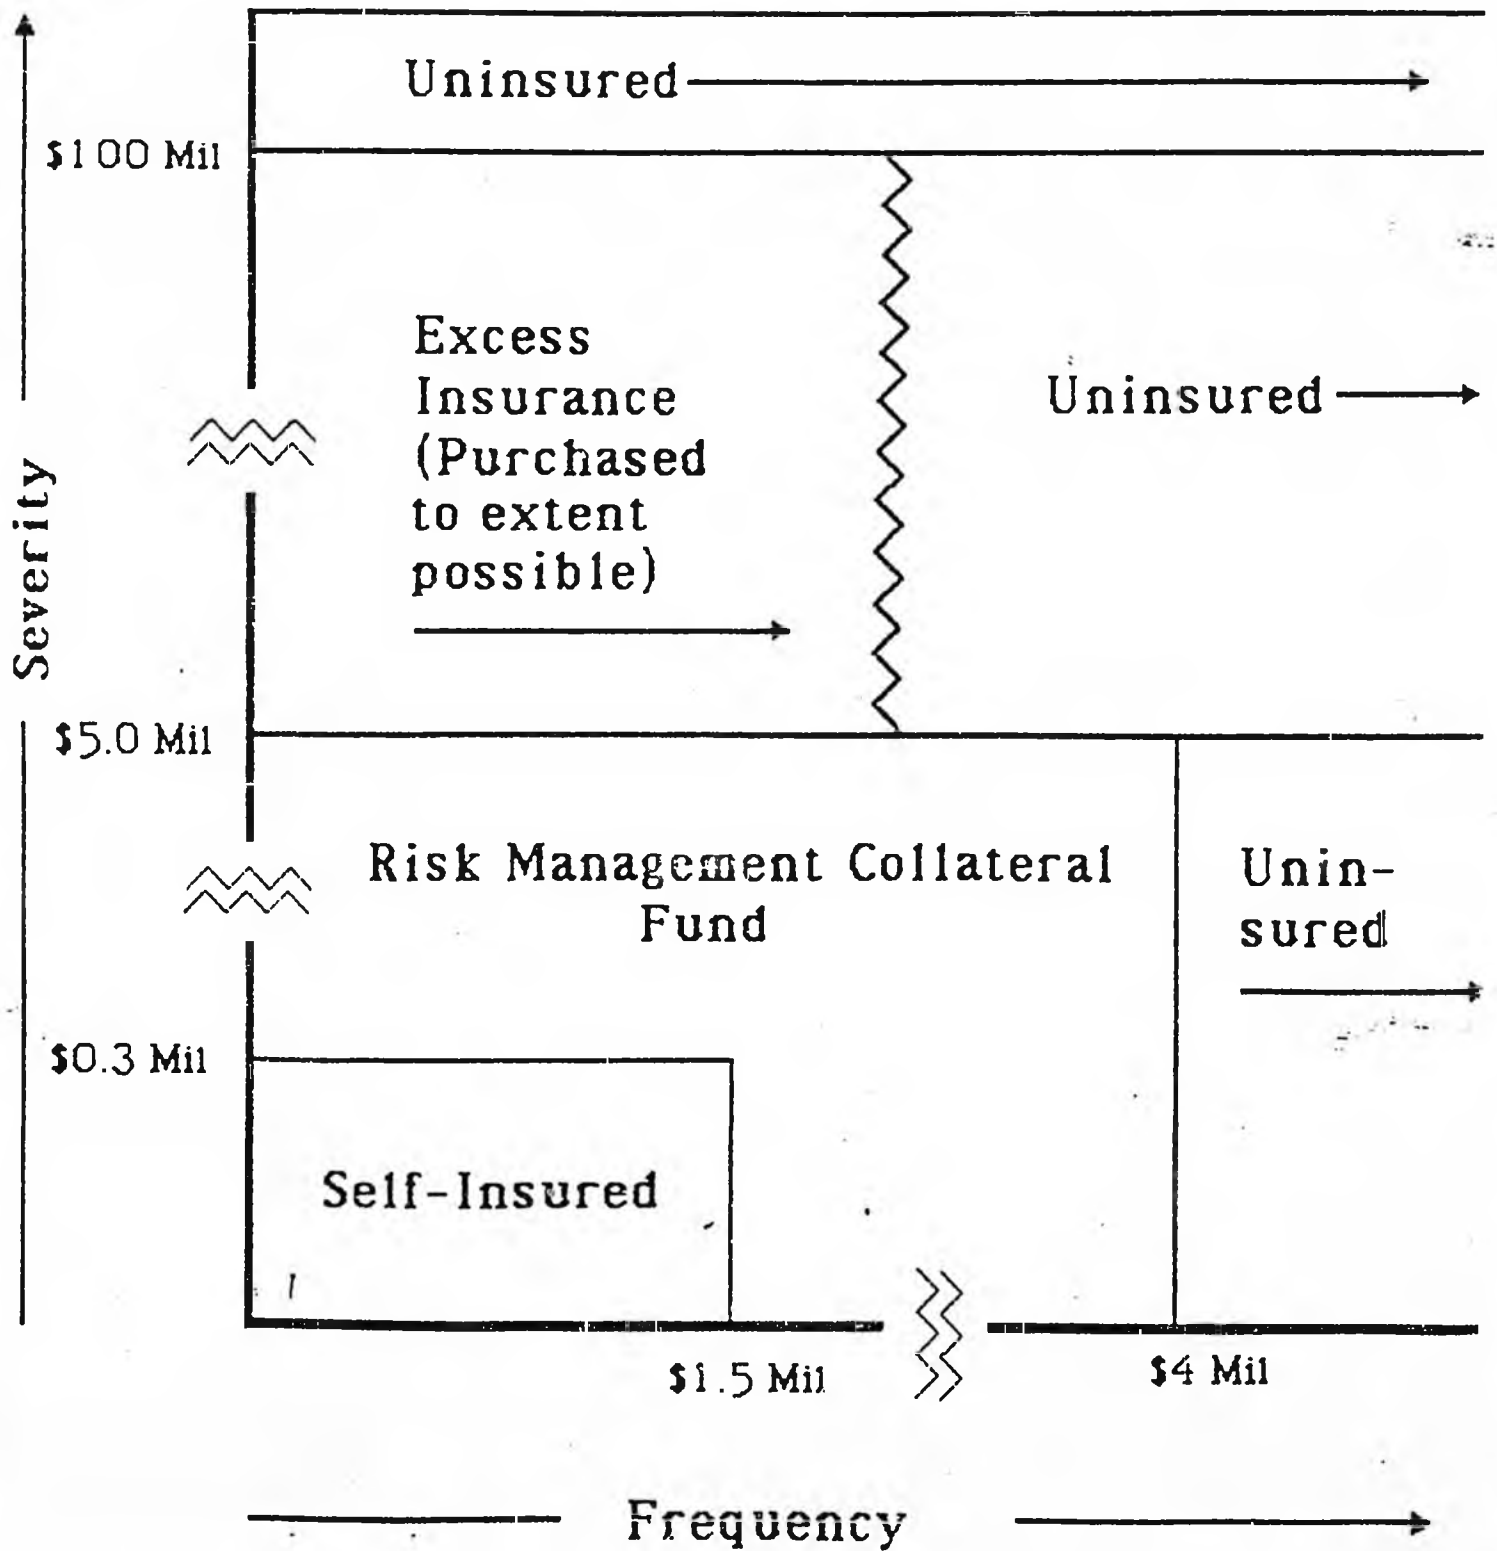 Uninsured
$100 Mil
Excess
Insurance
(Purchased
to extent
possible)
Uninsured
Severity
$5.0 Mil
Risk Management Collateral
Fund
Unin-
sured
$0.3 Mil
Self-Insured
$1.5 Mil
$4 Mil
Frequency